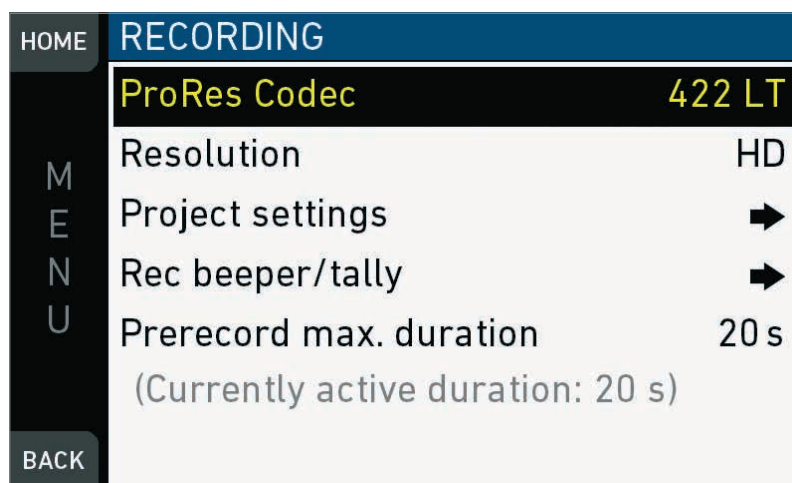 HOME
RECORDING
ProRes Codec 422 LT
Resolution HD
Project settings
Rec beeper/tally
Prerecord max. duration 20 s
(Currently active duration: 20 s)
MENU
BACK